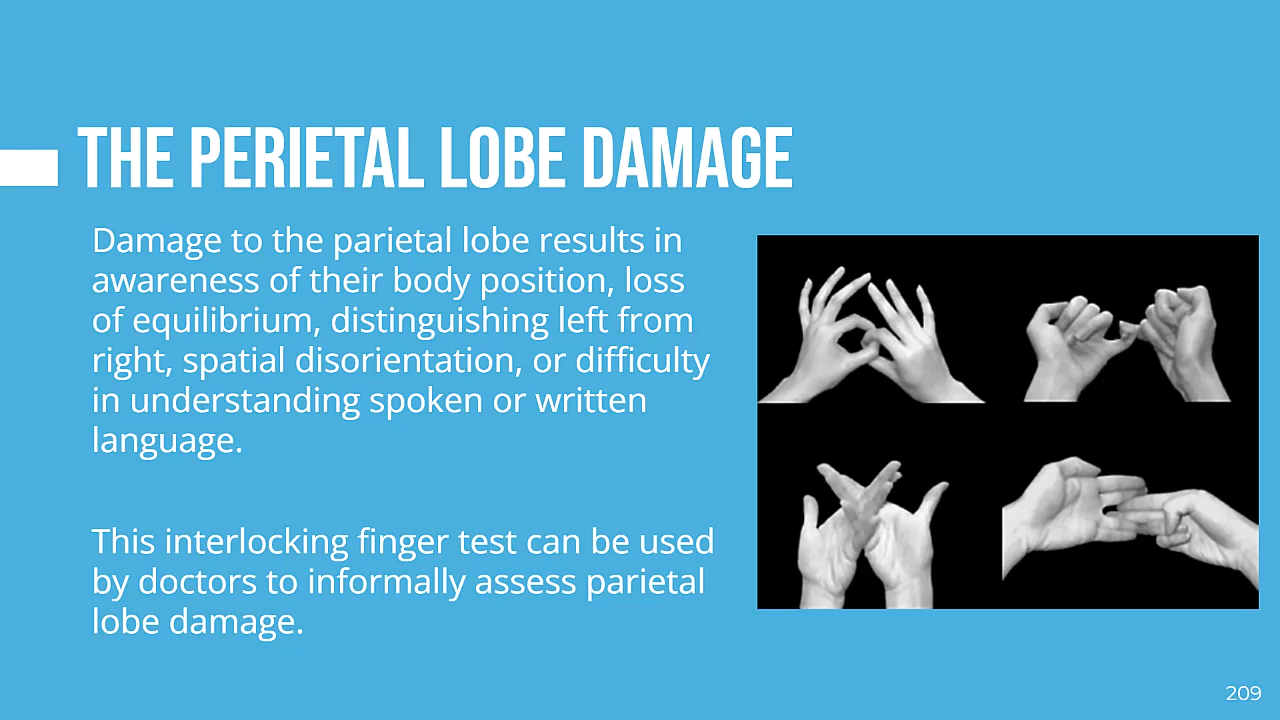 THE PERIETAL LOBE DAMAGE
Damage to the parietal lobe results in
awareness of their body position, loss
of equilibrium, distinguishing left from
right, spatial disorientation, or difficulty
in understanding spoken or written
language.
This interlocking finger test can be used
by doctors to informally assess parietal
lobe damage.
209